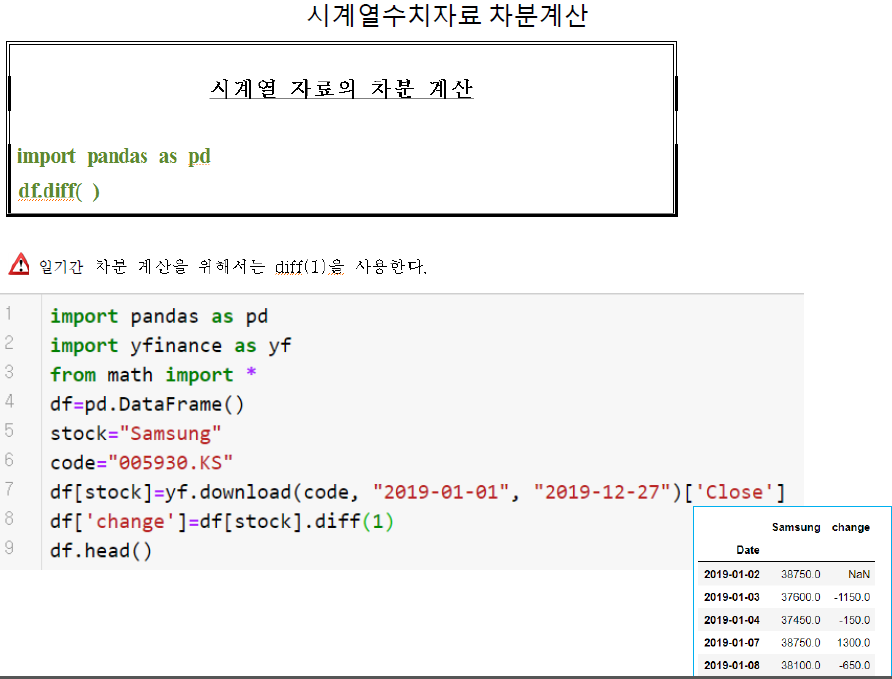 시계열수치자료 차분계산
시계열 자료의 차분 계산
import pandas as pd
df.diff( )
일기간 차분 계산을 위해서는 diff(1)을 사용한다.
1 import pandas as pd
2 import yfinance as yf
3 from math import *
4 df=pd.DataFrame()
5 stock="Samsung"
6 code="005930.KS"
7 df[stock]=yf.download(code, "2019-01-01", "2019-12-27")['Close']
8 df['change']=df[stock].diff(1)
9 df.head()
Samsung change
Date
2019-01-02 38750.0 NaN
2019-01-03 37600.0 -1150.0
2019-01-04 37450.0 -150.0
2019-01-07 38750.0 1300.0
2019-01-08 38100.0 -650.0